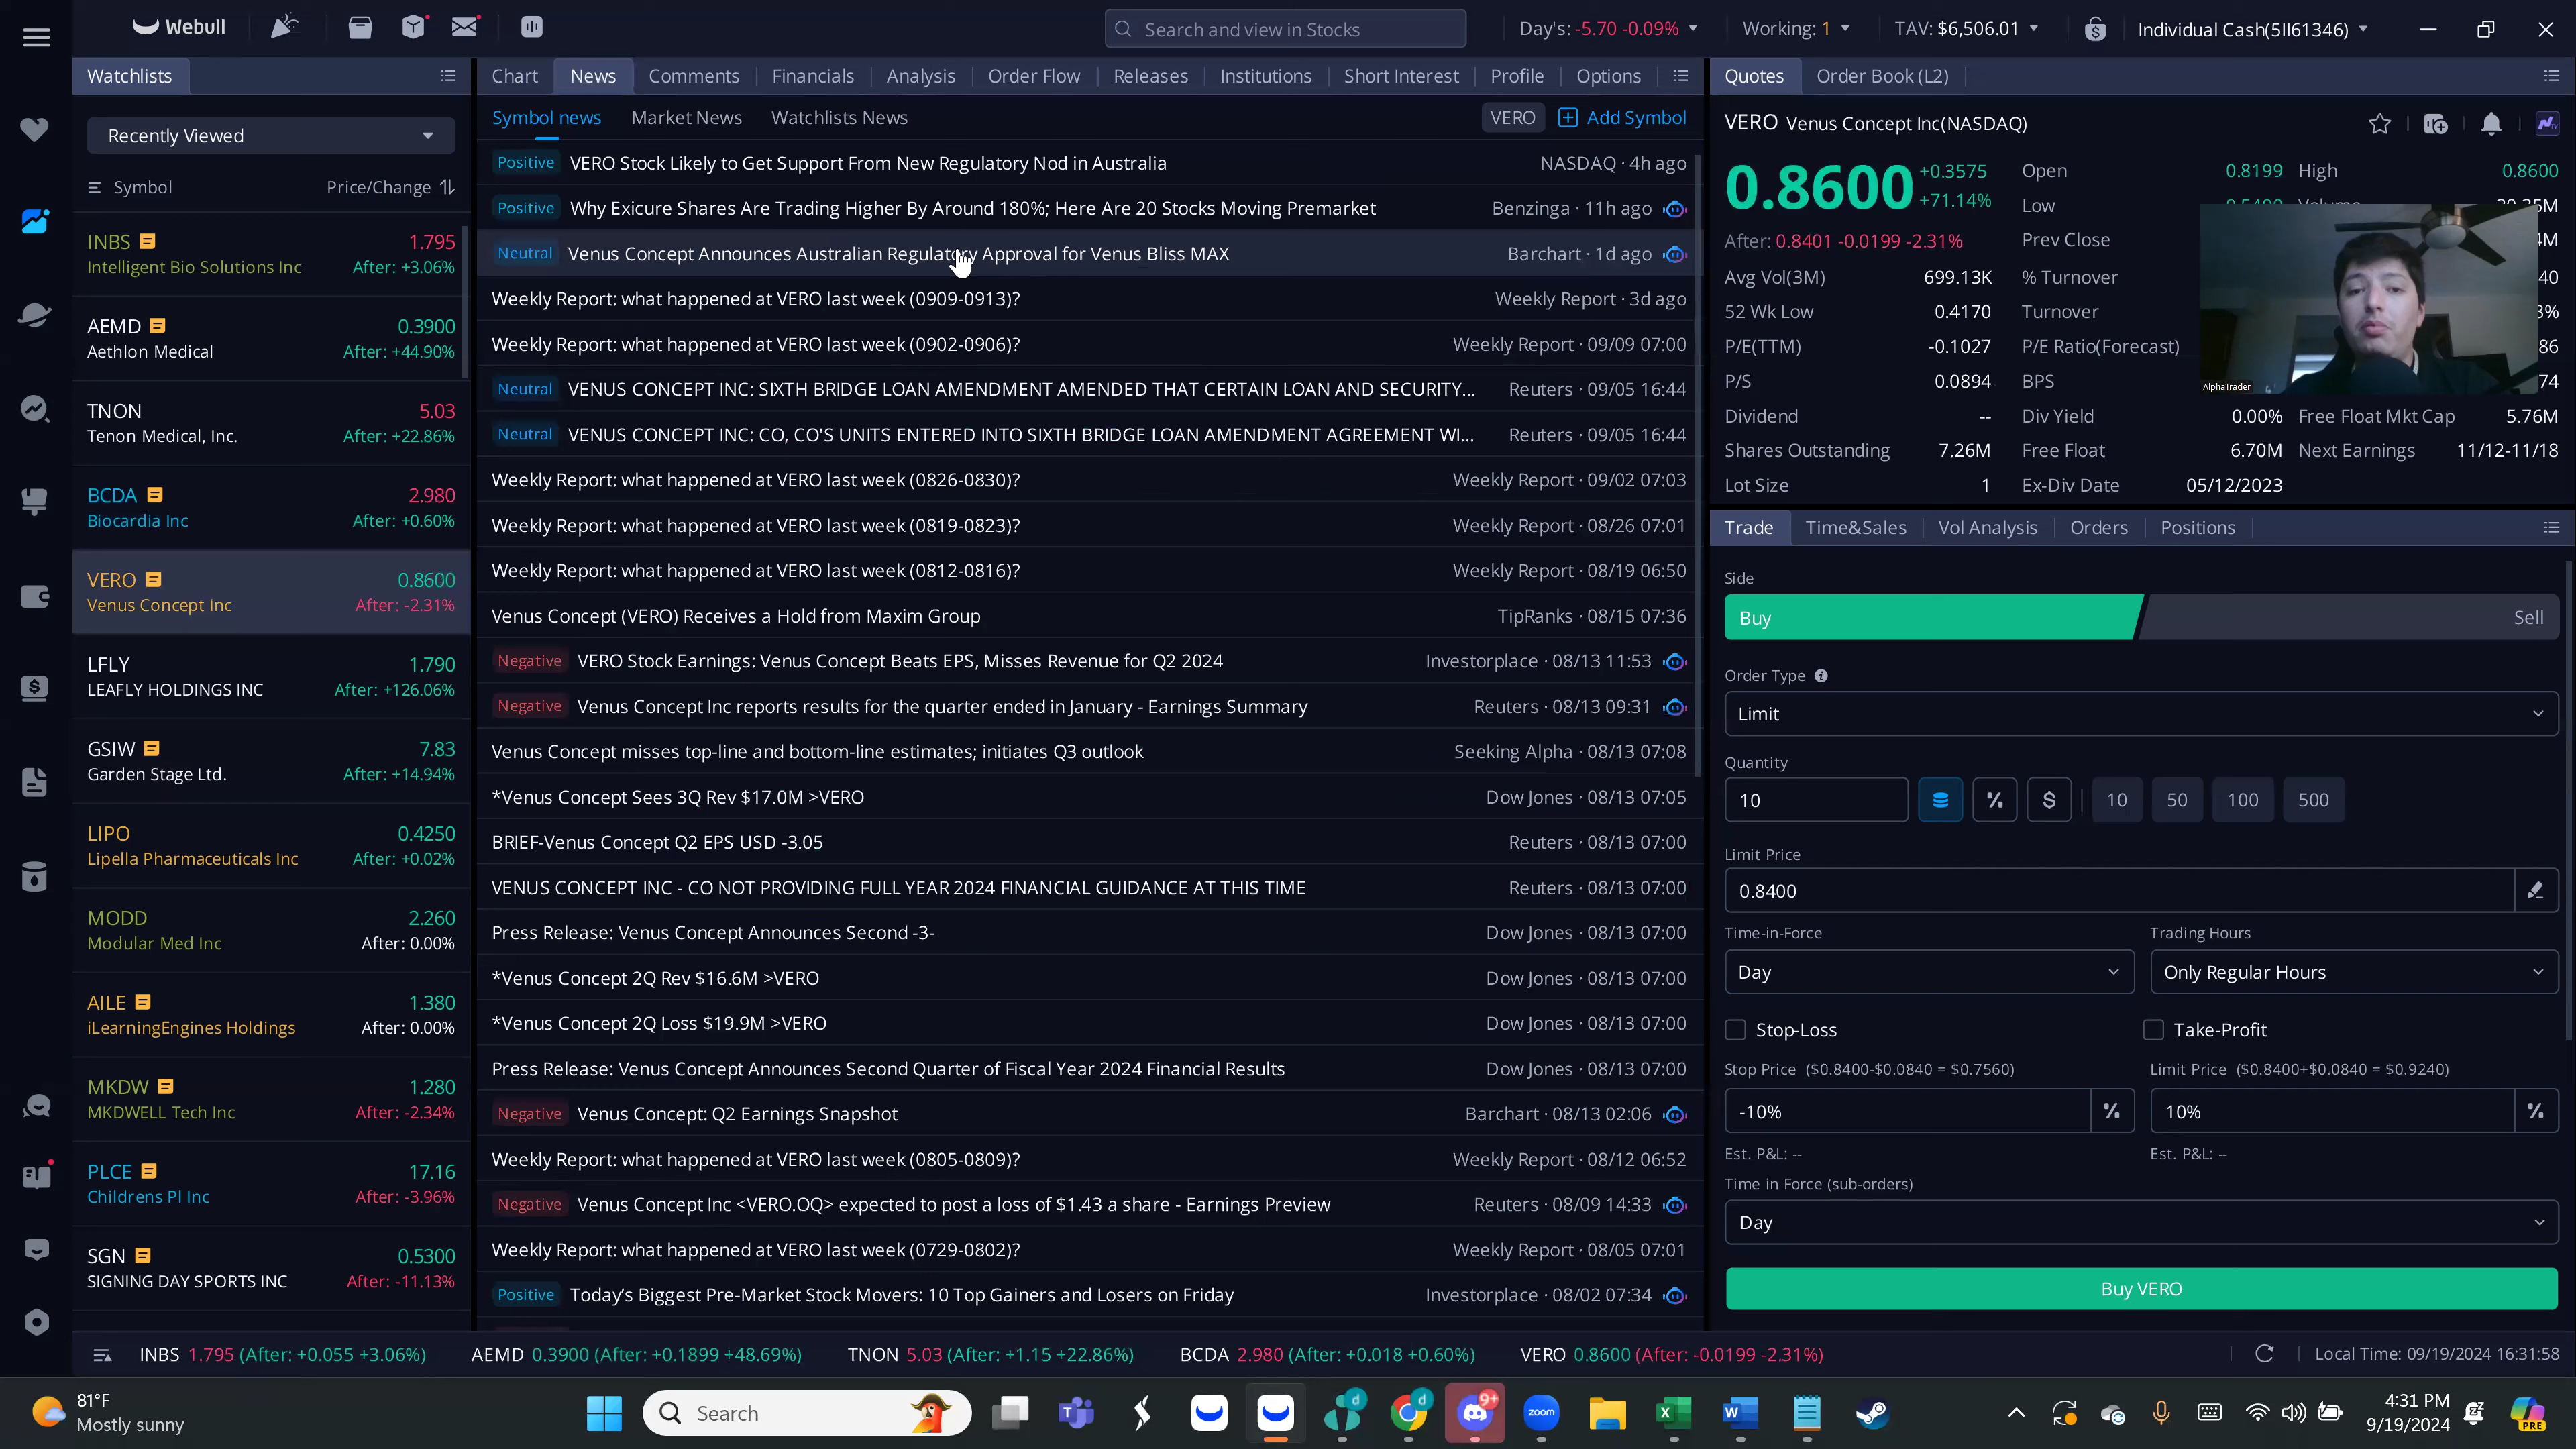 Webull
Search and view in Stocks
Day's: -5.70 -0.09%
Working: 1
TAV: $6,506.01
Individual Cash(5II61346)
Watchlists
Recently Viewed
Symbol Price/Change
INBS 1.795
Intelligent Bio Solutions Inc After: +3.06%
AEMD 0.3900
Aethlon Medical After: +44.90%
TNON 5.03
Tenon Medical, Inc. After: +22.86%
BCDA 2.980
Biocardia Inc After: +0.60%
VERO 0.8600
Venus Concept Inc After: -2.31%
LFLY 1.790
LEAFLY HOLDINGS INC After: +126.06%
GSIW 7.83
Garden Stage Ltd. After: +14.94%
LIPO 0.4250
Lipella Pharmaceuticals Inc After: +0.02%
MODD 2.260
Modular Med Inc After: 0.00%
AILE 1.380
iLearningEngines Holdings After: 0.00%
MKDW 1.280
MKDWELL Tech Inc After: -2.34%
PLCE 17.16
Childrens Pl Inc After: -3.96%
SGN 0.5300
SIGNING DAY SPORTS INC After: -11.13%
Chart News Comments Financials Analysis Order Flow Releases Institutions Short Interest Profile Options
Symbol news Market News Watchlists News VERO Add Symbol
Positive VERO Stock Likely to Get Support From New Regulatory Nod in Australia NASDAQ · 4h ago
Positive Why Exicure Shares Are Trading Higher By Around 180%; Here Are 20 Stocks Moving Premarket Benzinga · 11h ago
Neutral Venus Concept Announces Australian Regulatory Approval for Venus Bliss MAX Barchart · 1d ago
Weekly Report: what happened at VERO last week (0909-0913)? Weekly Report · 3d ago
Weekly Report: what happened at VERO last week (0902-0906)? Weekly Report · 09/09 07:00
Neutral VENUS CONCEPT INC: SIXTH BRIDGE LOAN AMENDMENT AMENDED THAT CERTAIN LOAN AND SECURITY... Reuters · 09/05 16:44
Neutral VENUS CONCEPT INC: CO, CO'S UNITS ENTERED INTO SIXTH BRIDGE LOAN AMENDMENT AGREEMENT WI... Reuters · 09/05 16:44
Weekly Report: what happened at VERO last week (0826-0830)? Weekly Report · 09/02 07:03
Weekly Report: what happened at VERO last week (0819-0823)? Weekly Report · 08/26 07:01
Weekly Report: what happened at VERO last week (0812-0816)? Weekly Report · 08/19 06:50
Venus Concept (VERO) Receives a Hold from Maxim Group TipRanks · 08/15 07:36
Negative VERO Stock Earnings: Venus Concept Beats EPS, Misses Revenue for Q2 2024 Investorplace · 08/13 11:53
Negative Venus Concept Inc reports results for the quarter ended in January - Earnings Summary Reuters · 08/13 09:31
Venus Concept misses top-line and bottom-line estimates; initiates Q3 outlook Seeking Alpha · 08/13 07:08
*Venus Concept Sees 3Q Rev $17.0M >VERO Dow Jones · 08/13 07:05
BRIEF-Venus Concept Q2 EPS USD -3.05 Reuters · 08/13 07:00
VENUS CONCEPT INC - CO NOT PROVIDING FULL YEAR 2024 FINANCIAL GUIDANCE AT THIS TIME Reuters · 08/13 07:00
Press Release: Venus Concept Announces Second -3- Dow Jones · 08/13 07:00
*Venus Concept 2Q Rev $16.6M >VERO Dow Jones · 08/13 07:00
*Venus Concept 2Q Loss $19.9M >VERO Dow Jones · 08/13 07:00
Press Release: Venus Concept Announces Second Quarter of Fiscal Year 2024 Financial Results Dow Jones · 08/13 07:00
Negative Venus Concept: Q2 Earnings Snapshot Barchart · 08/13 02:06
Weekly Report: what happened at VERO last week (0805-0809)? Weekly Report · 08/12 06:52
Negative Venus Concept Inc <VERO.OQ> expected to post a loss of $1.43 a share - Earnings Preview Reuters · 08/09 14:33
Weekly Report: what happened at VERO last week (0729-0802)? Weekly Report · 08/05 07:01
Positive Today's Biggest Pre-Market Stock Movers: 10 Top Gainers and Losers on Friday Investorplace · 08/02 07:34
Quotes Order Book (L2)
VERO Venus Concept Inc(NASDAQ)
0.8600 +0.3575 +71.14%
After: 0.8401 -0.0199 -2.31%
Open 0.8199 High 0.8600
Low
Prev Close
Avg Vol(3M) 699.13K % Turnover 40
52 Wk Low 0.4170 Turnover
P/E(TTM) -0.1027 P/E Ratio(Forecast) 86
P/S 0.0894 BPS 74
AlphaTrader
Dividend -- Div Yield 0.00% Free Float Mkt Cap 5.76M
Shares Outstanding 7.26M Free Float 6.70M Next Earnings 11/12-11/18
Lot Size 1 Ex-Div Date 05/12/2023
Trade Time&Sales Vol Analysis Orders Positions
Side
Buy Sell
Order Type
Limit
Quantity
10 % $ 10 50 100 500
Limit Price
0.8400
Time-in-Force Trading Hours
Day Only Regular Hours
Stop-Loss Take-Profit
Stop Price ($0.8400-$0.0840 = $0.7560) Limit Price ($0.8400+$0.0840 = $0.9240)
-10% % 10% %
Est. P&L: -- Est. P&L: --
Time in Force (sub-orders)
Day
Buy VERO
INBS 1.795 (After: +0.055 +3.06%) AEMD 0.3900 (After: +0.1899 +48.69%) TNON 5.03 (After: +1.15 +22.86%) BCDA 2.980 (After: +0.018 +0.60%) VERO 0.8600 (After: -0.0199 -2.31%) Local Time: 09/19/2024 16:31:58
81°F
Mostly sunny
Search
9+
zoom
4:31 PM
9/19/2024
PRE